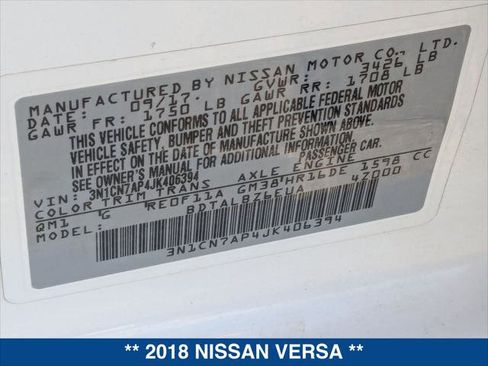 MANUFACTURED BY NISSAN MOTOR CO., LTD.
DATE: 09/17 GVWR: 3426 LB
GAWR FR: 1750 LB GAWR RR: 1708 LB
THIS VEHICLE CONFORMS TO ALL APPLICABLE FEDERAL MOTOR
VEHICLE SAFETY, BUMPER AND THEFT PREVENTION STANDARDS
IN EFFECT ON THE DATE OF MANUFACTURE SHOWN ABOVE.
SEE OWNER'S MANUAL FOR ADDITIONAL INFORMATION.
VIN: 3N1CN7AP4JK406394 PASSENGER CAR.
COLOR TRIM TRANS AXLE ENGINE
QM1 G RE0F11A GM38 HR16DE 1598 CC
MODEL: BDTALBZ6EUA 4Z000
3N1CN7AP4JK406394
** 2018 NISSAN VERSA **